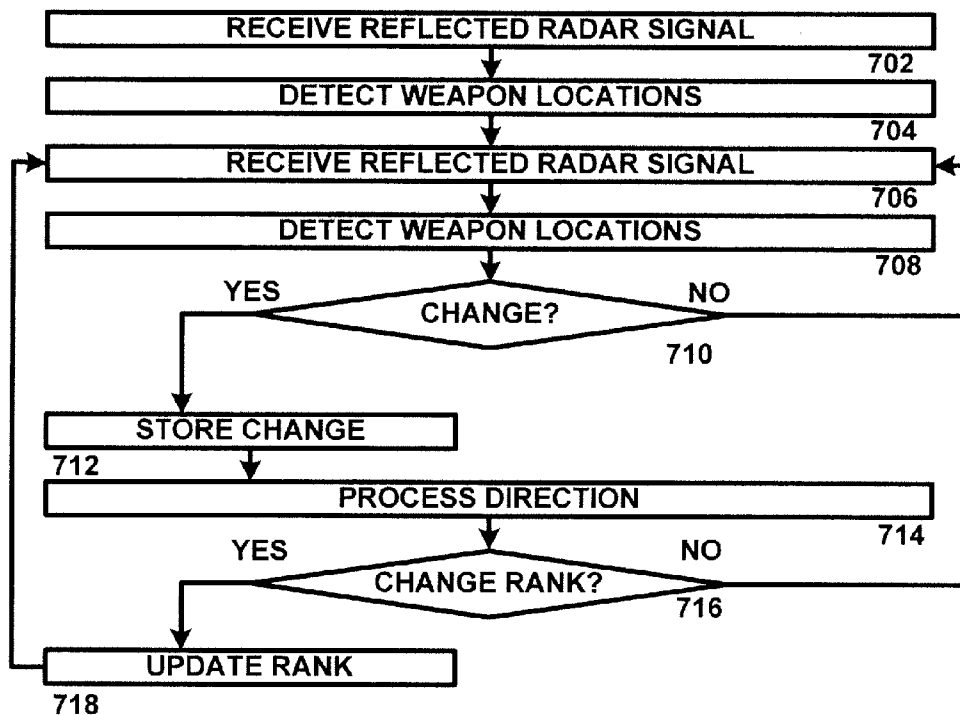 RECEIVE REFLECTED RADAR SIGNAL
702
DETECT WEAPON LOCATIONS
704
RECEIVE REFLECTED RADAR SIGNAL
706
DETECT WEAPON LOCATIONS
708
YES
NO
CHANGE?
710
STORE CHANGE
712
PROCESS DIRECTION
714
YES
NO
CHANGE RANK?
716
UPDATE RANK
718